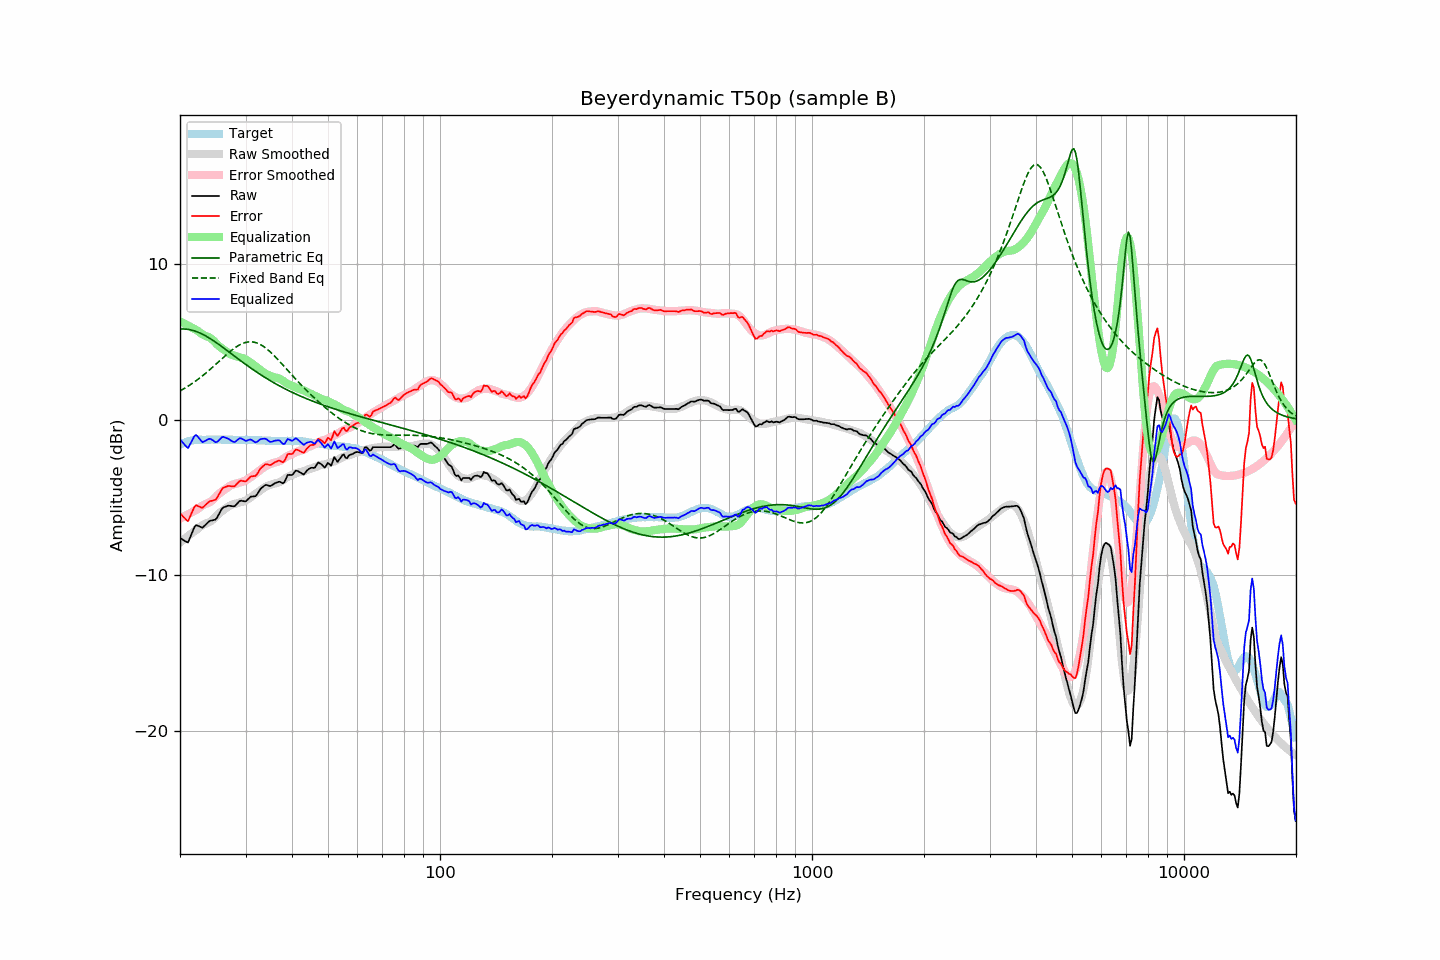 Beyerdynamic T50p (sample B)
Target
Raw Smoothed
Error Smoothed
Raw
Error
Equalization
Parametric Eq
Fixed Band Eq
Equalized
10
0
−10
−20
Amplitude (dBr)
100
1000
10000
Frequency (Hz)